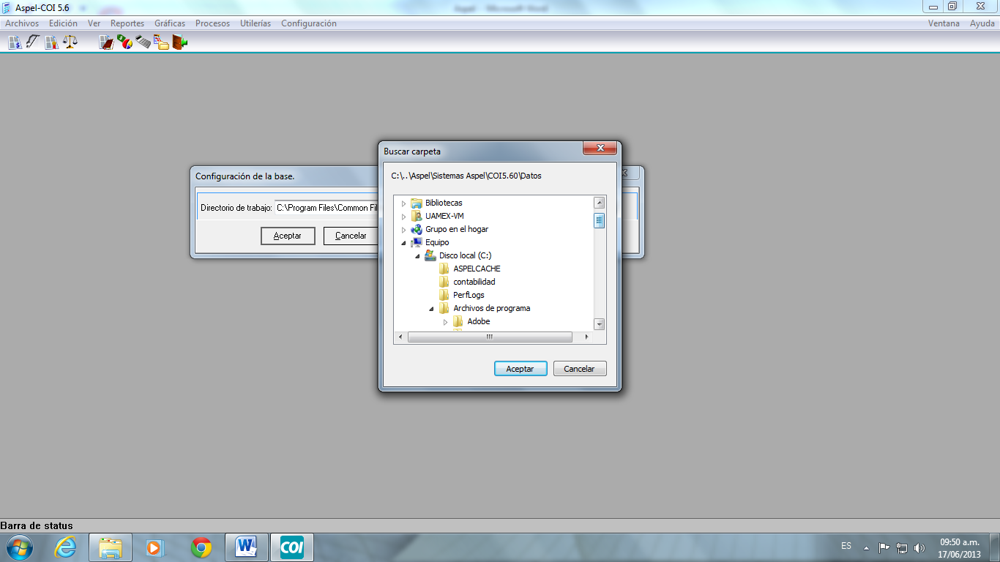 Aspel-COI 5.6
Aspel - Microsoft Word
Archivos Edición Ver Reportes Gráficas Procesos Utilerías Configuración Ventana Ayuda
Buscar carpeta
C:\..\Aspel\Sistemas Aspel\COI5.60\Datos
Configuración de la base.
Directorio de trabajo: C:\Program Files\Common Fil
Aceptar Cancelar
Bibliotecas
UAMEX-VM
Grupo en el hogar
Equipo
Disco local (C:)
ASPELCACHE
contabilidad
PerfLogs
Archivos de programa
Adobe
Aceptar Cancelar
Barra de status
COI
ES
09:50 a.m.
17/06/2013